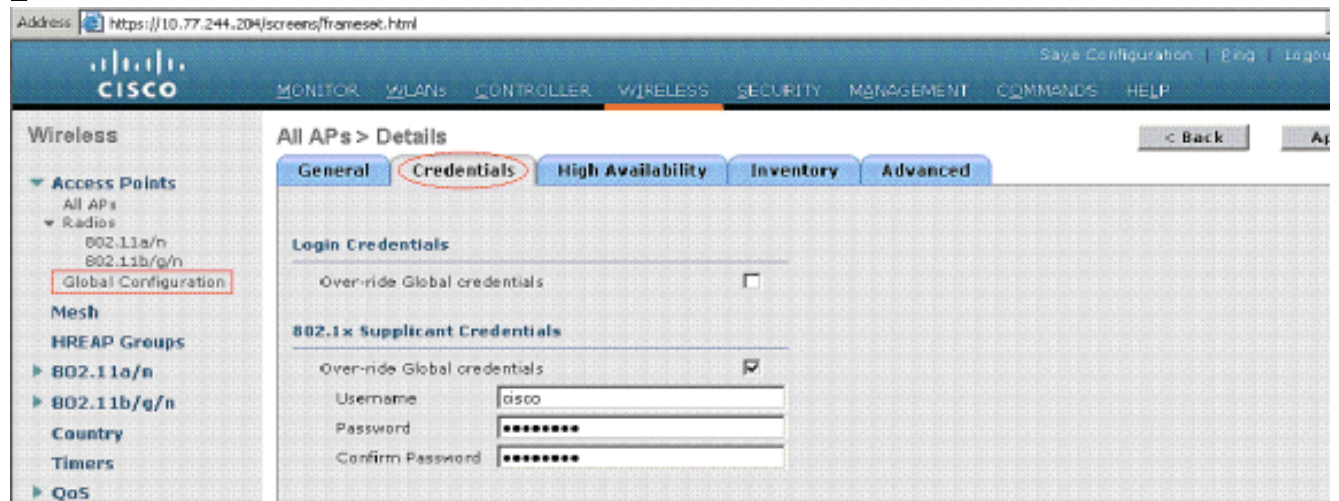 Address https://10.77.244.204/screens/frameset.html
Save Configuration | Ping | Logou
CISCO
MONITOR WLANs CONTROLLER WIRELESS SECURITY MANAGEMENT COMMANDS HELP
Wireless
Access Points
All APs
Radios
802.11a/n
802.11b/g/n
Global Configuration
Mesh
HREAP Groups
802.11a/n
802.11b/g/n
Country
Timers
QoS
All APs > Details
< Back
Ap
General Credentials High Availability Inventory Advanced
Login Credentials
Over-ride Global credentials
802.1x Supplicant Credentials
Over-ride Global credentials
Username cisco
Password ••••••••
Confirm Password ••••••••